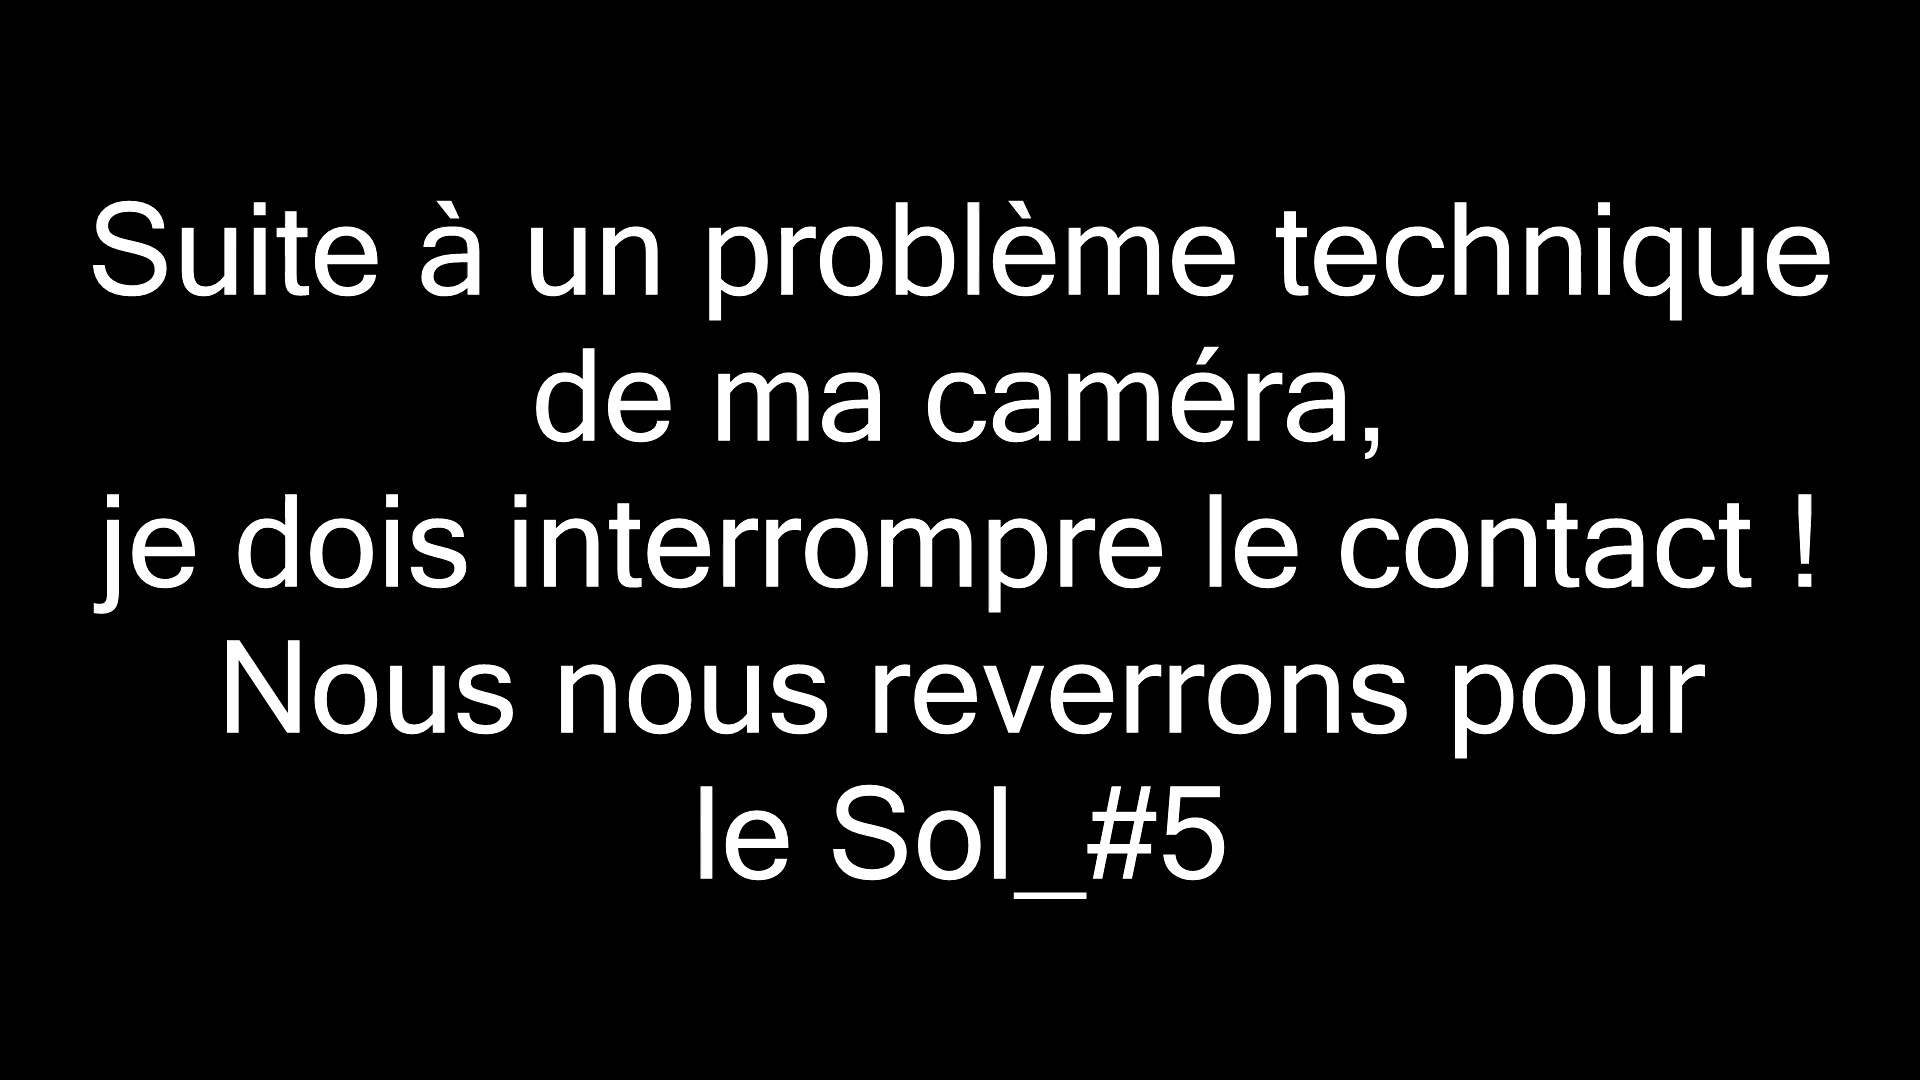 Suite à un problème technique
de ma caméra,
je dois interrompre le contact !
Nous nous reverrons pour
le Sol_#5